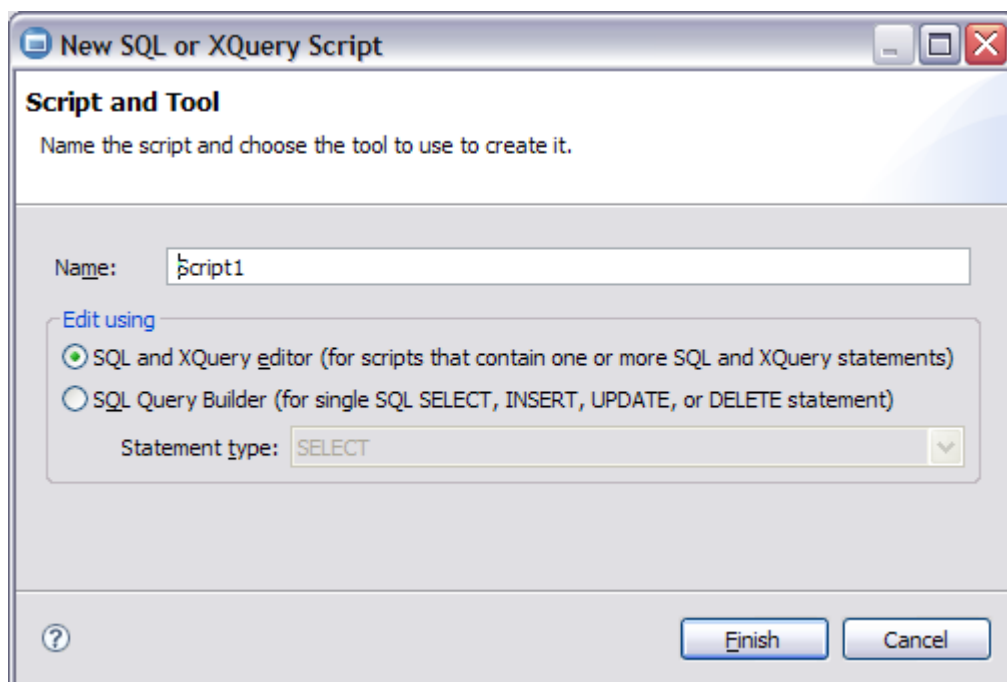 New SQL or XQuery Script
Script and Tool
Name the script and choose the tool to use to create it.
Name: Script1
Edit using
SQL and XQuery editor (for scripts that contain one or more SQL and XQuery statements)
SQL Query Builder (for single SQL SELECT, INSERT, UPDATE, or DELETE statement)
Statement type: SELECT
?
Finish Cancel